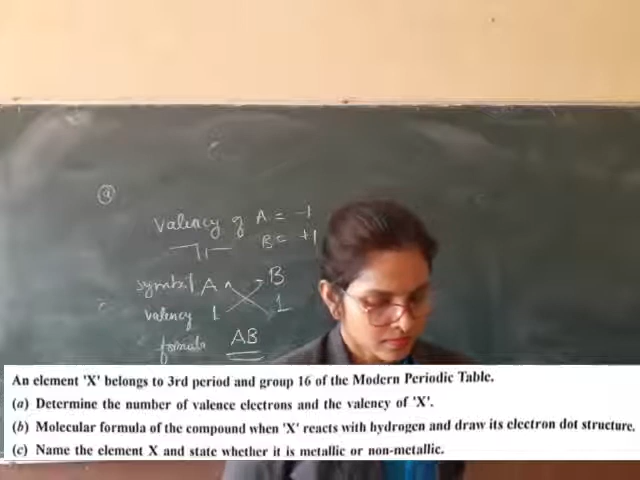 9
Valency of A = -1
B = +1
symbol A B
valency 1 1
formula AB
An element 'X' belongs to 3rd period and group 16 of the Modern Periodic Table.
(a) Determine the number of valence electrons and the valency of 'X'.
(b) Molecular formula of the compound when 'X' reacts with hydrogen and draw its electron dot structure.
(c) Name the element X and state whether it is metallic or non-metallic.